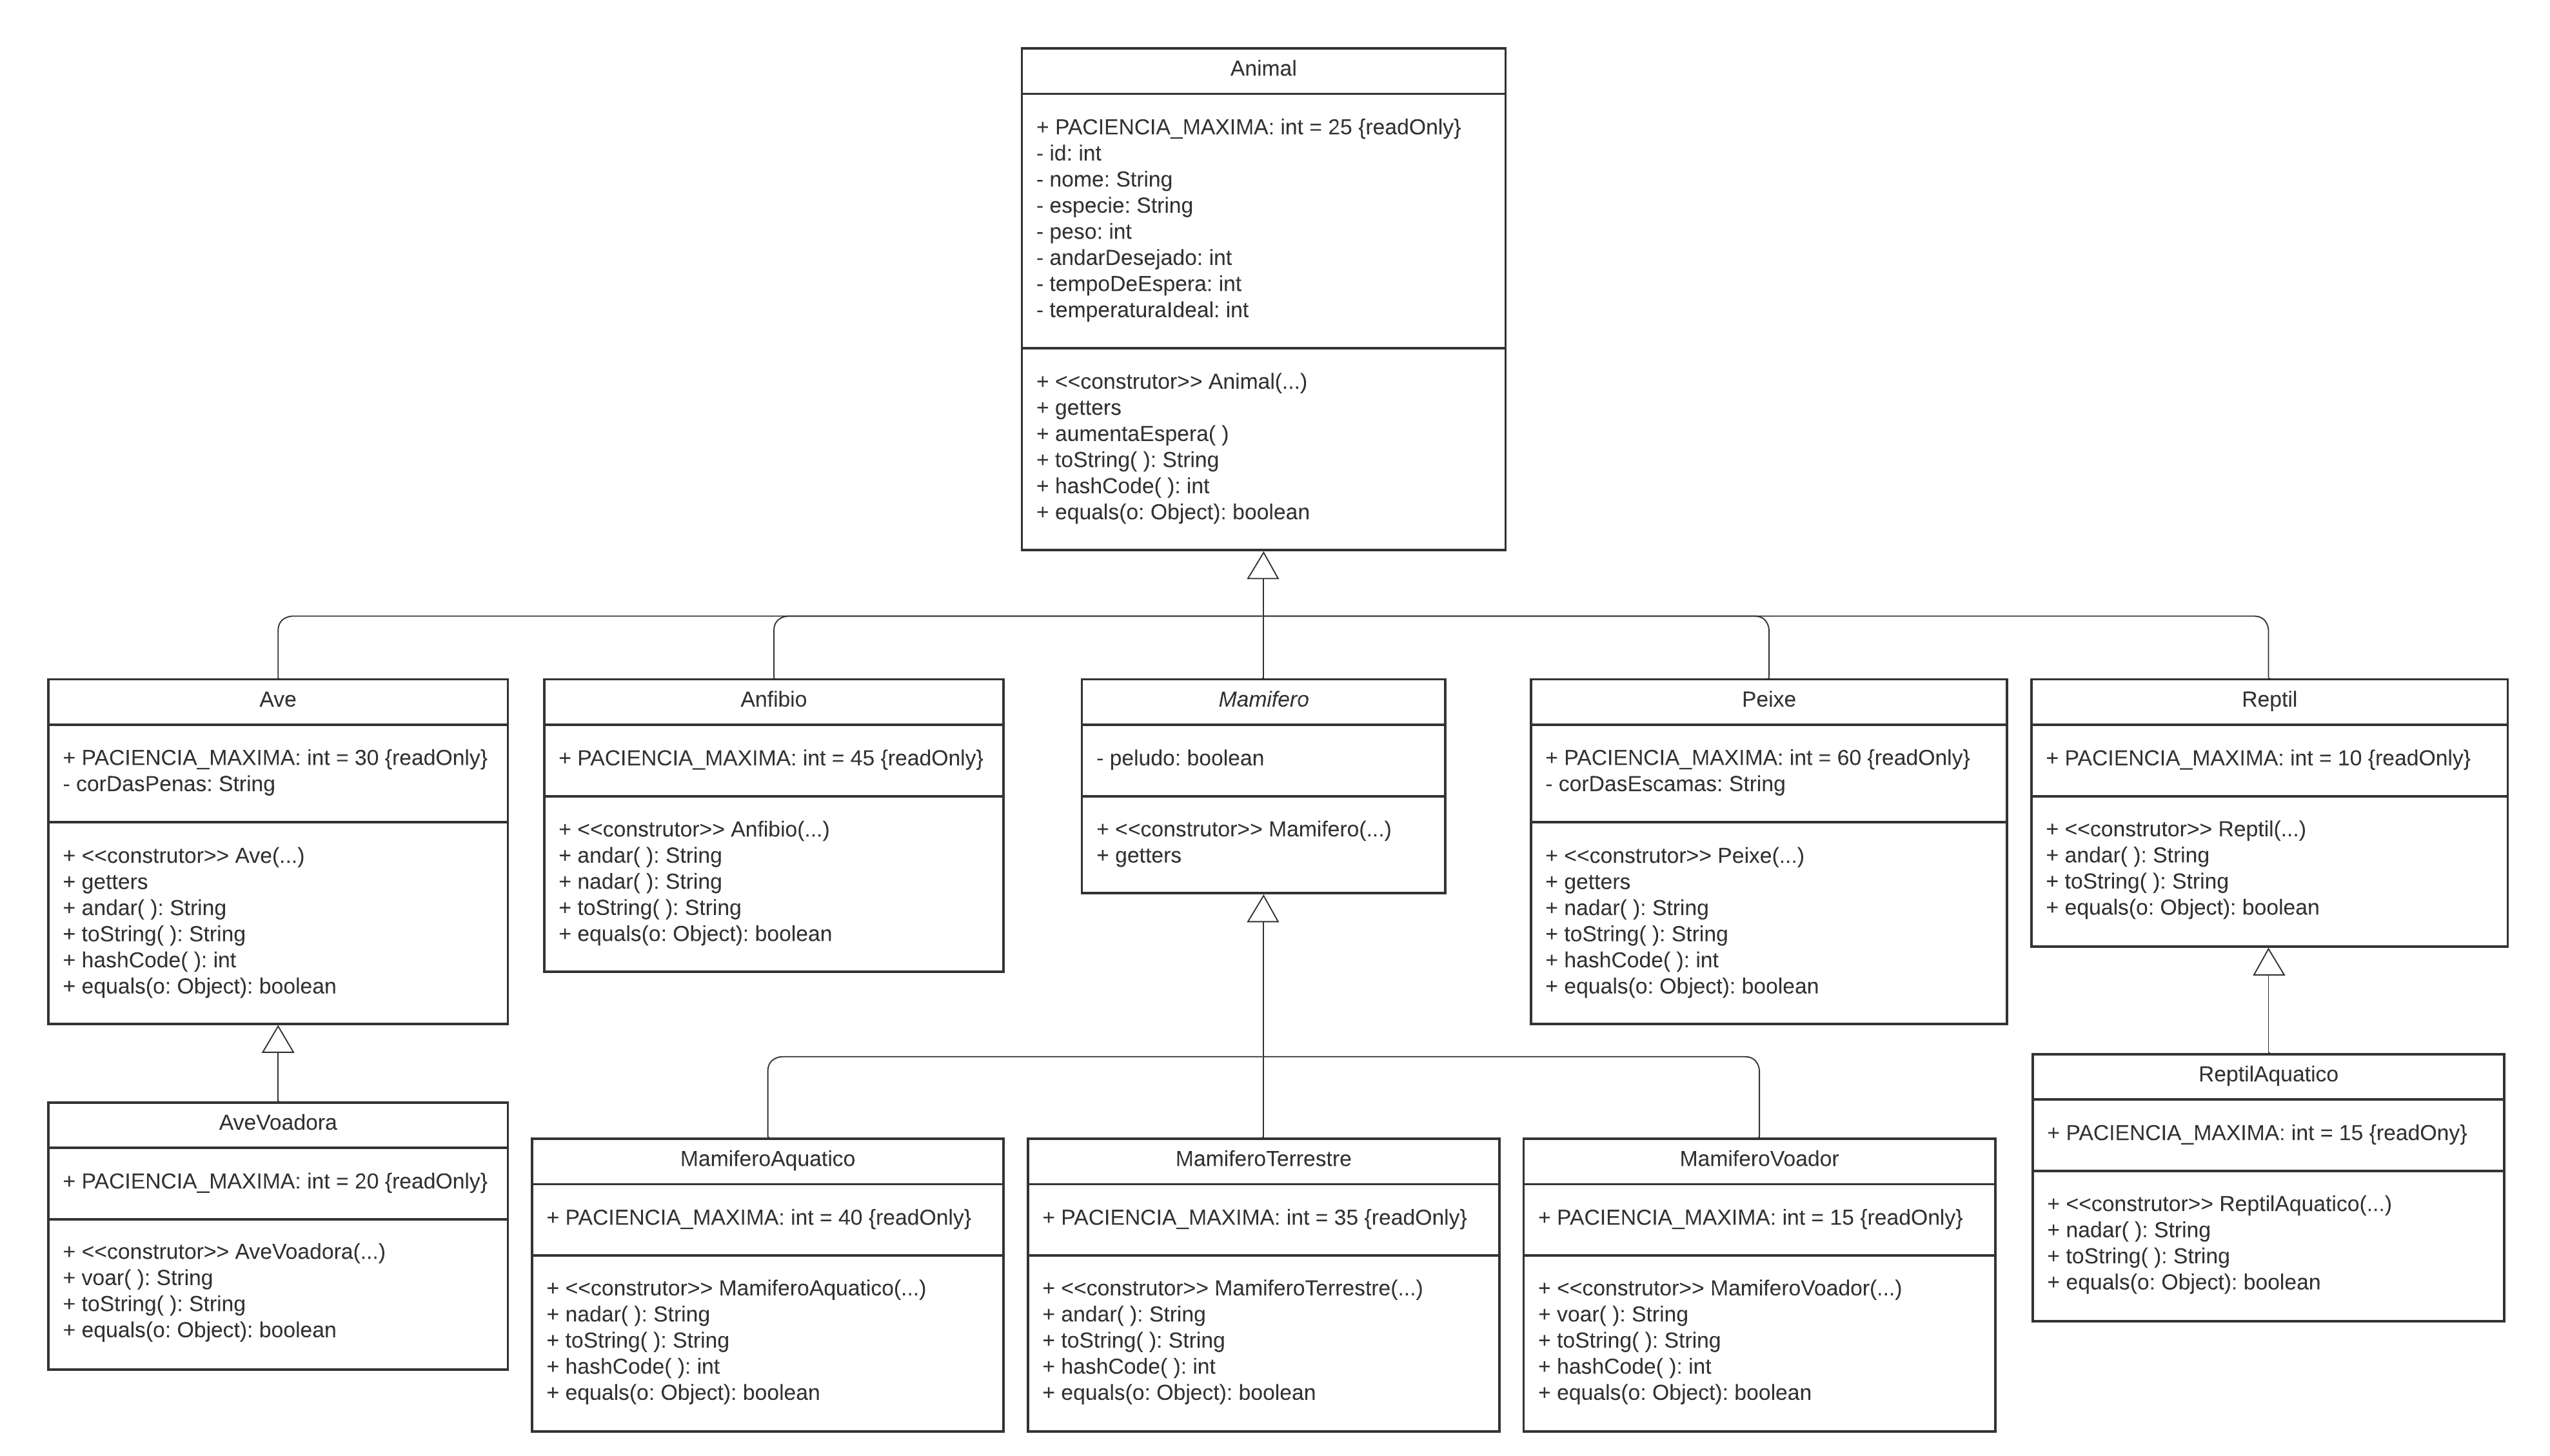 Animal
+ PACIENCIA_MAXIMA: int = 25 {readOnly}
- id: int
- nome: String
- especie: String
- peso: int
- andarDesejado: int
- tempoDeEspera: int
- temperaturaIdeal: int
+ <<construtor>> Animal(...)
+ getters
+ aumentaEspera( )
+ toString( ): String
+ hashCode( ): int
+ equals(o: Object): boolean
Ave
+ PACIENCIA_MAXIMA: int = 30 {readOnly}
- corDasPenas: String
+ <<construtor>> Ave(...)
+ getters
+ andar( ): String
+ toString( ): String
+ hashCode( ): int
+ equals(o: Object): boolean
Anfibio
+ PACIENCIA_MAXIMA: int = 45 {readOnly}
+ <<construtor>> Anfibio(...)
+ andar( ): String
+ nadar( ): String
+ toString( ): String
+ equals(o: Object): boolean
Mamifero
- peludo: boolean
+ <<construtor>> Mamifero(...)
+ getters
Peixe
+ PACIENCIA_MAXIMA: int = 60 {readOnly}
- corDasEscamas: String
+ <<construtor>> Peixe(...)
+ getters
+ nadar( ): String
+ toString( ): String
+ hashCode( ): int
+ equals(o: Object): boolean
Reptil
+ PACIENCIA_MAXIMA: int = 10 {readOnly}
+ <<construtor>> Reptil(...)
+ andar( ): String
+ toString( ): String
+ equals(o: Object): boolean
AveVoadora
+ PACIENCIA_MAXIMA: int = 20 {readOnly}
+ <<construtor>> AveVoadora(...)
+ voar( ): String
+ toString( ): String
+ equals(o: Object): boolean
MamiferoAquatico
+ PACIENCIA_MAXIMA: int = 40 {readOnly}
+ <<construtor>> MamiferoAquatico(...)
+ nadar( ): String
+ toString( ): String
+ hashCode( ): int
+ equals(o: Object): boolean
MamiferoTerrestre
+ PACIENCIA_MAXIMA: int = 35 {readOnly}
+ <<construtor>> MamiferoTerrestre(...)
+ andar( ): String
+ toString( ): String
+ hashCode( ): int
+ equals(o: Object): boolean
MamiferoVoador
+ PACIENCIA_MAXIMA: int = 15 {readOnly}
+ <<construtor>> MamiferoVoador(...)
+ voar( ): String
+ toString( ): String
+ hashCode( ): int
+ equals(o: Object): boolean
ReptilAquatico
+ PACIENCIA_MAXIMA: int = 15 {readOny}
+ <<construtor>> ReptilAquatico(...)
+ nadar( ): String
+ toString( ): String
+ equals(o: Object): boolean